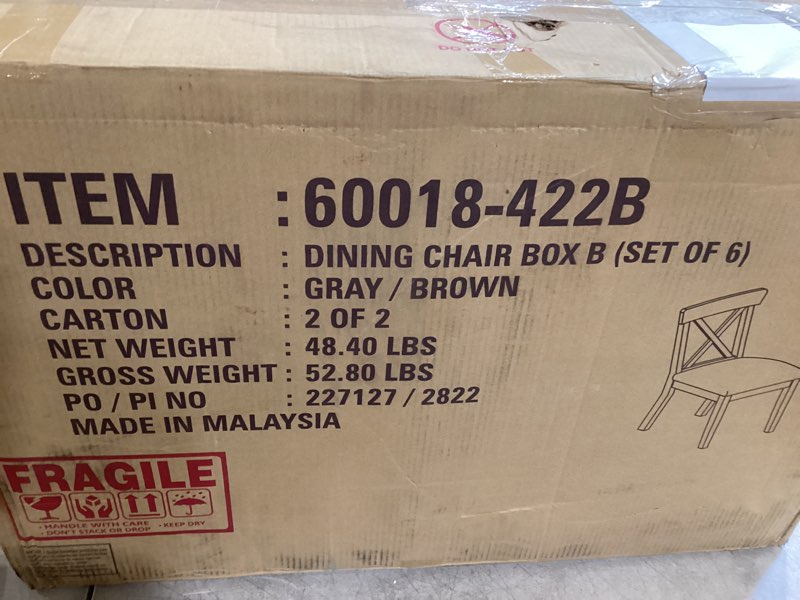 ITEM : 60018-422B
DESCRIPTION : DINING CHAIR BOX B (SET OF 6)
COLOR : GRAY / BROWN
CARTON : 2 OF 2
NET WEIGHT : 48.40 LBS
GROSS WEIGHT : 52.80 LBS
PO / PI NO : 227127 / 2822
MADE IN MALAYSIA
FRAGILE
· HANDLE WITH CARE · KEEP DRY
· DON'T STACK OR DROP